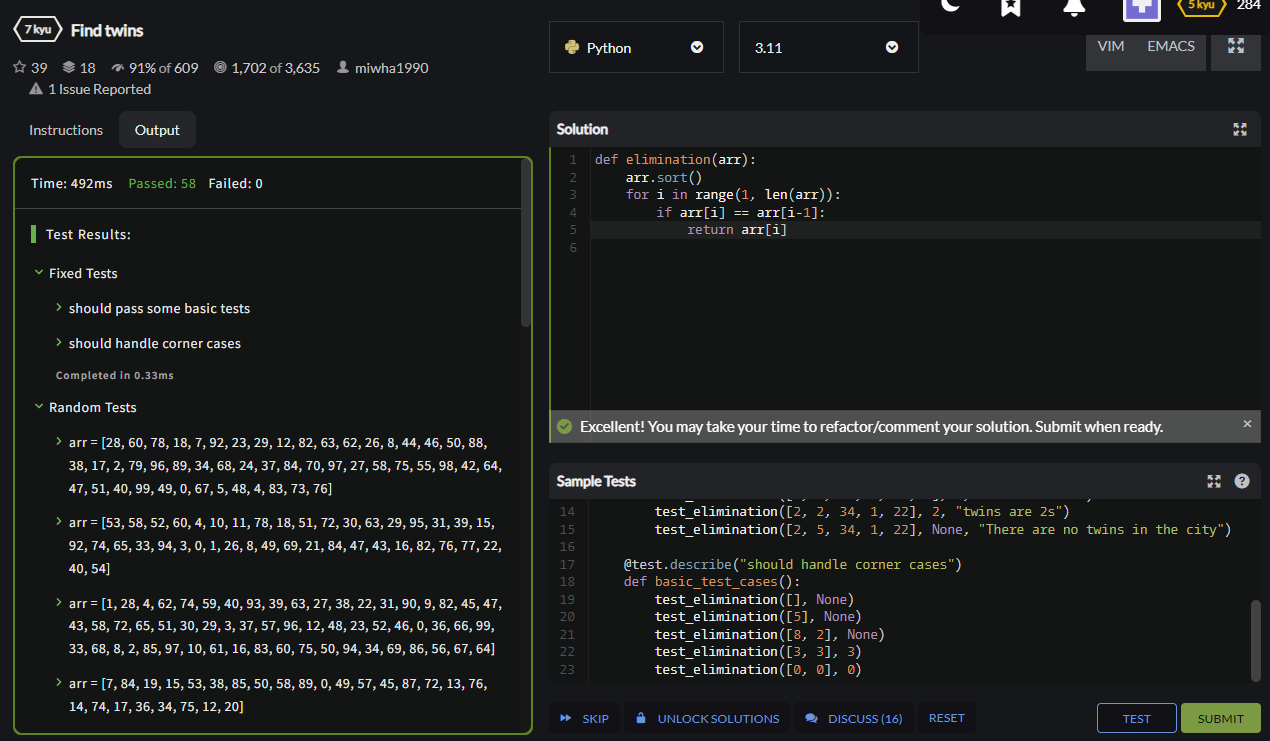 7 kyu Find twins
39 18 91% of 609 1,702 of 3,635 miwha1990
1 Issue Reported
Instructions Output
Time: 492ms Passed: 58 Failed: 0
Test Results:
Fixed Tests
should pass some basic tests
should handle corner cases
Completed in 0.33ms
Random Tests
arr = [28, 60, 78, 18, 7, 92, 23, 29, 12, 82, 63, 62, 26, 8, 44, 46, 50, 88,
38, 17, 2, 79, 96, 89, 34, 68, 24, 37, 84, 70, 97, 27, 58, 75, 55, 98, 42, 64,
47, 51, 40, 99, 49, 0, 67, 5, 48, 4, 83, 73, 76]
arr = [53, 58, 52, 60, 4, 10, 11, 78, 18, 51, 72, 30, 63, 29, 95, 31, 39, 15,
92, 74, 65, 33, 94, 3, 0, 1, 26, 8, 49, 69, 21, 84, 47, 43, 16, 82, 76, 77, 22,
40, 54]
arr = [1, 28, 4, 62, 74, 59, 40, 93, 39, 63, 27, 38, 22, 31, 90, 9, 82, 45, 47,
43, 58, 72, 65, 51, 30, 29, 3, 37, 57, 96, 12, 48, 23, 52, 46, 0, 36, 66, 99,
33, 68, 8, 2, 85, 97, 10, 61, 16, 83, 60, 75, 50, 94, 34, 69, 86, 56, 67, 64]
arr = [7, 84, 19, 15, 53, 38, 85, 50, 58, 89, 0, 49, 57, 45, 87, 72, 13, 76,
14, 74, 17, 36, 34, 75, 12, 20]
5 kyu 284
Python 3.11
VIM EMACS
Solution
1 def elimination(arr):
2 arr.sort()
3 for i in range(1, len(arr)):
4 if arr[i] == arr[i-1]:
5 return arr[i]
6
Excellent! You may take your time to refactor/comment your solution. Submit when ready.
Sample Tests
14 test_elimination([2, 2, 34, 1, 22], 2, "twins are 2s")
15 test_elimination([2, 5, 34, 1, 22], None, "There are no twins in the city")
16
17 @test.describe("should handle corner cases")
18 def basic_test_cases():
19 test_elimination([], None)
20 test_elimination([5], None)
21 test_elimination([8, 2], None)
22 test_elimination([3, 3], 3)
23 test_elimination([0, 0], 0)
SKIP UNLOCK SOLUTIONS DISCUSS (16) RESET TEST SUBMIT